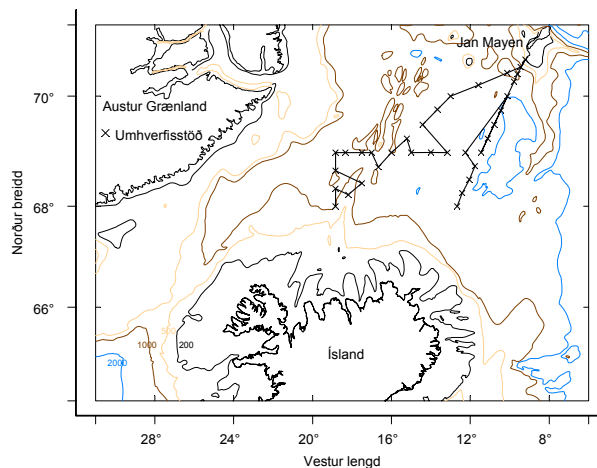 Jan Mayen
70°
Austur Grænland
× Umhverfisstöð
68°
Norður breidd
66°
500
1000
200
2000
Ísland
28°
24°
20°
16°
12°
8°
Vestur lengd